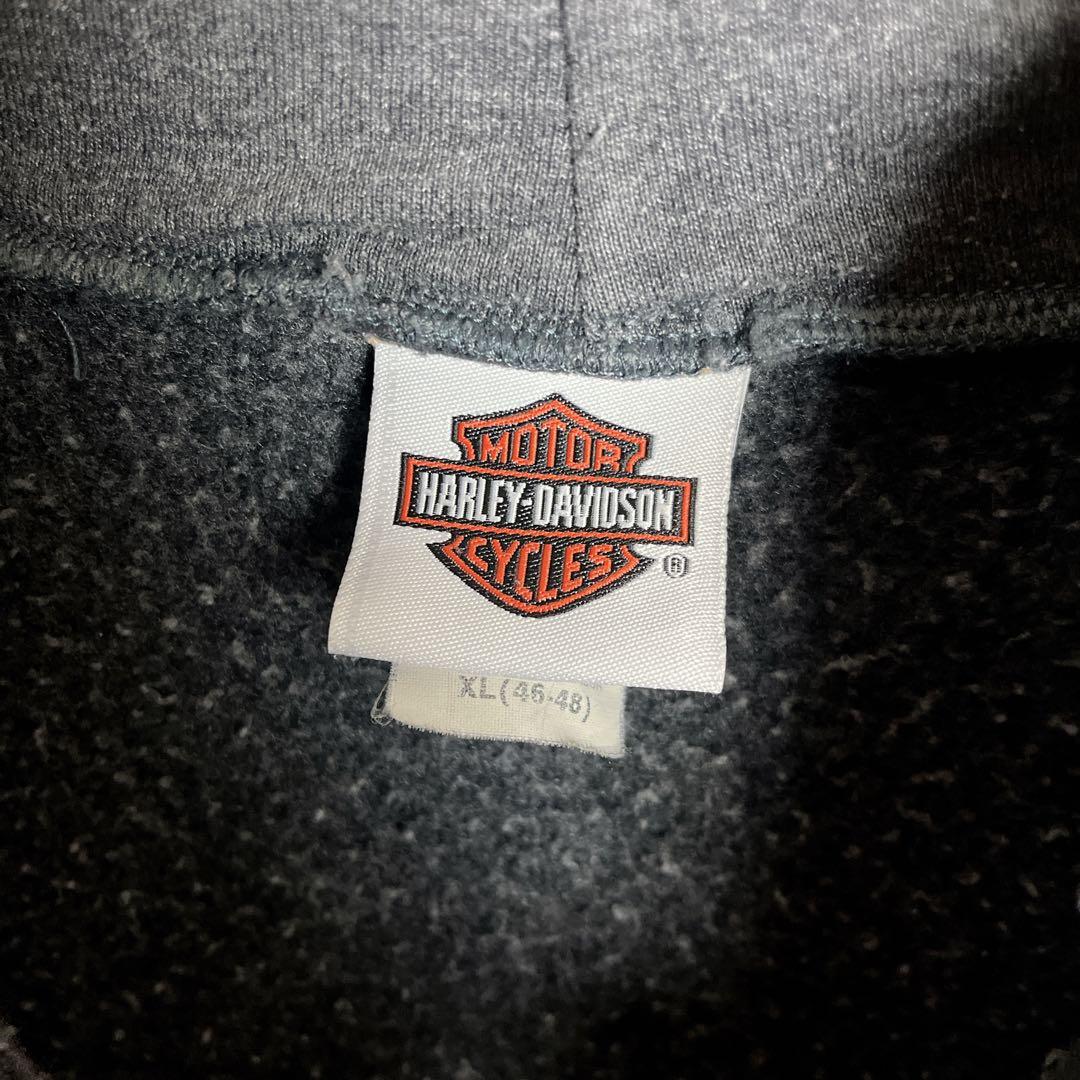 MOTOR
HARLEY-DAVIDSON
CYCLES
®
XL (46-48)